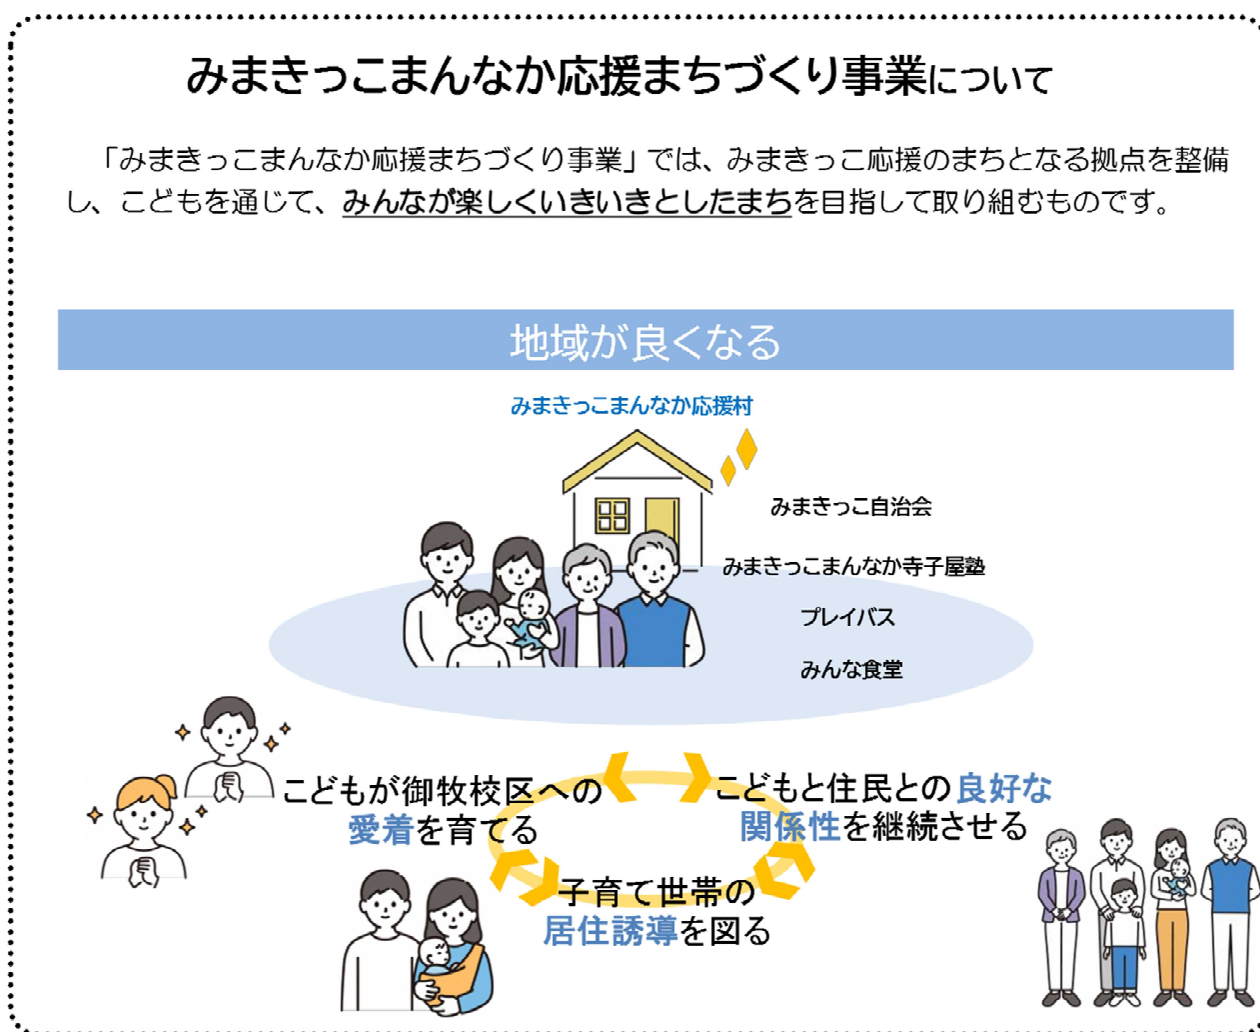 みまきっこまんなか応援まちづくり事業について
「みまきっこまんなか応援まちづくり事業」では、みまきっこ応援のまちとなる拠点を整備
し、こどもを通じて、みんなが楽しくいきいきとしたまちを目指して取り組むものです。
地域が良くなる
みまきっこまんなか応援村
みまきっこ自治会
みまきっこまんなか寺子屋塾
プレイバス
みんな食堂
こどもが御牧校区への
愛着を育てる
こどもと住民との良好な
関係性を継続させる
子育て世帯の
居住誘導を図る